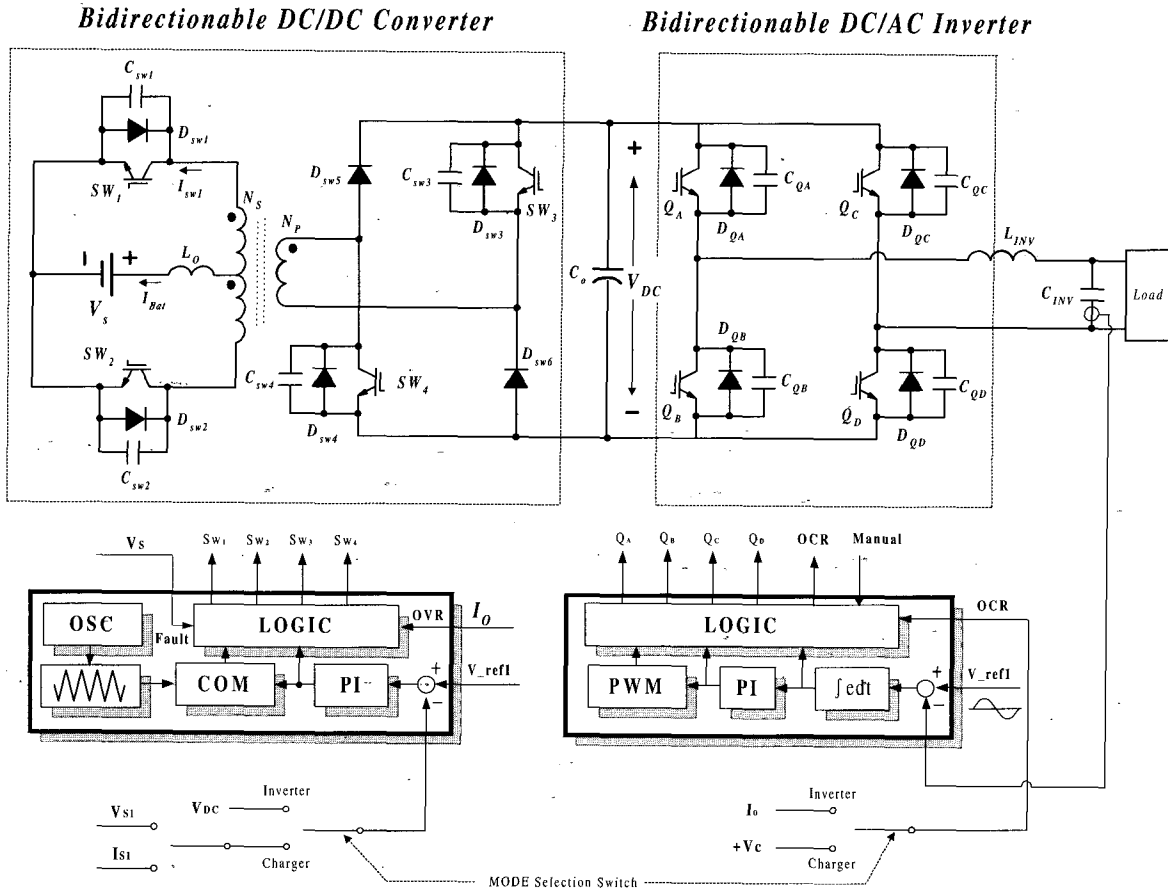 Bidirectionable DC/DC Converter
Bidirectionable DC/AC Inverter
C_sw1
D_sw1
SW_1
I_sw1
N_S
N_P
L_O
I_Bat
V_s
SW_2
D_sw2
C_sw2
D_sw5
C_sw3
D_sw3
SW_3
C_sw4
D_sw4
SW_4
D_sw6
C_o
+
V_DC
−
Q_A
D_QA
C_QA
Q_C
D_QC
C_QC
Q_B
D_QB
C_QB
Q_D
D_QD
C_QD
L_INV
C_INV
Load
Vs
Sw1 Sw2 Sw3 Sw4
OSC
Fault
LOGIC
OVR
I_O
COM
PI
+
−
V_ref1
VS1
IS1
VDC
Inverter
Charger
QA QB QC QD OCR Manual
LOGIC
OCR
PWM
PI
∫edt
+
−
V_ref1
Io
+Vc
Inverter
Charger
MODE Selection Switch